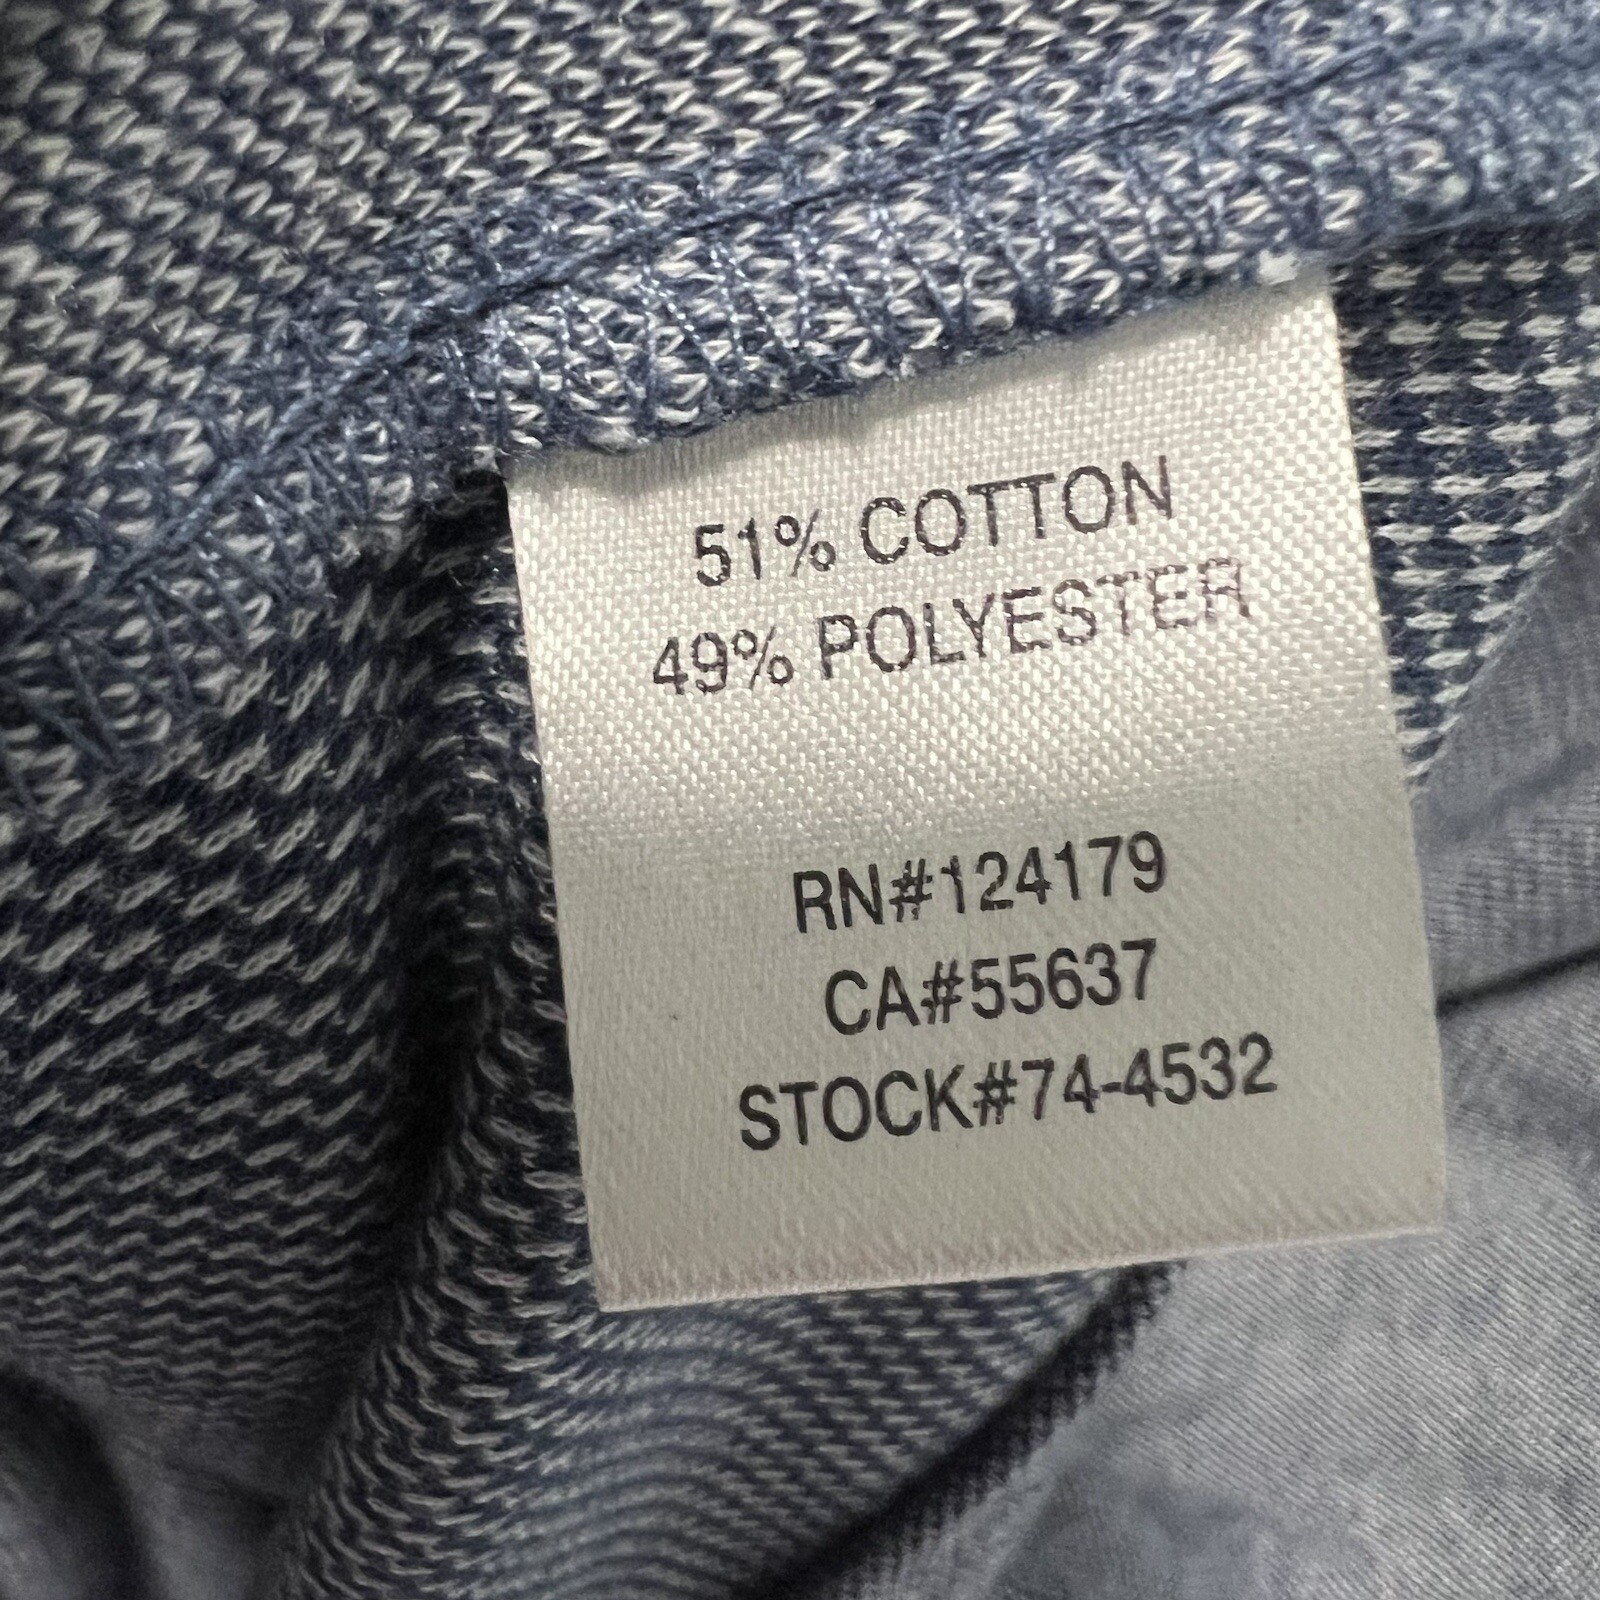 51% COTTON
49% POLYESTER
RN#124179
CA#55637
STOCK#74-4532